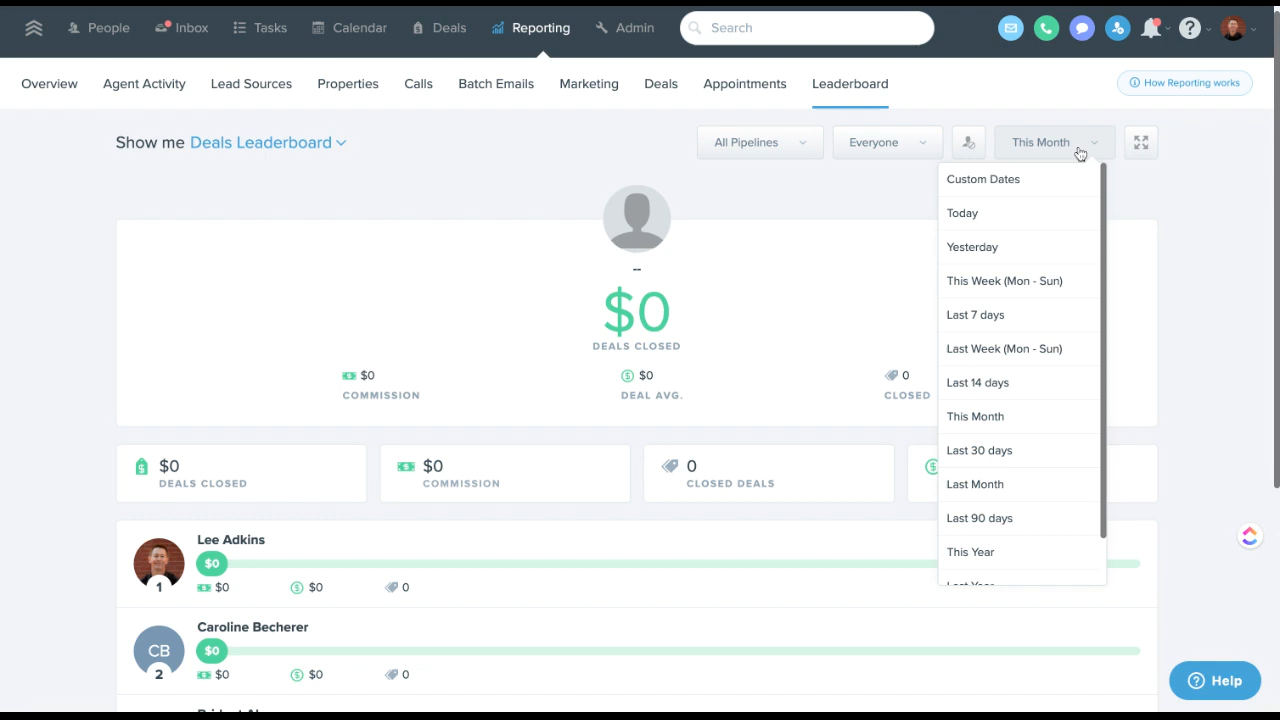 People Inbox Tasks Calendar Deals Reporting Admin Search
Overview Agent Activity Lead Sources Properties Calls Batch Emails Marketing Deals Appointments Leaderboard How Reporting works
Show me Deals Leaderboard All Pipelines Everyone This Month
Custom Dates
Today
Yesterday
This Week (Mon - Sun)
Last 7 days
Last Week (Mon - Sun)
Last 14 days
This Month
Last 30 days
Last Month
Last 90 days
This Year
Last Year
--
$0
DEALS CLOSED
$0 $0 0
COMMISSION DEAL AVG. CLOSED
$0 $0 0
DEALS CLOSED COMMISSION CLOSED DEALS
Lee Adkins
$0
1 $0 $0 0
Caroline Becherer
CB $0
2 $0 $0 0
Help